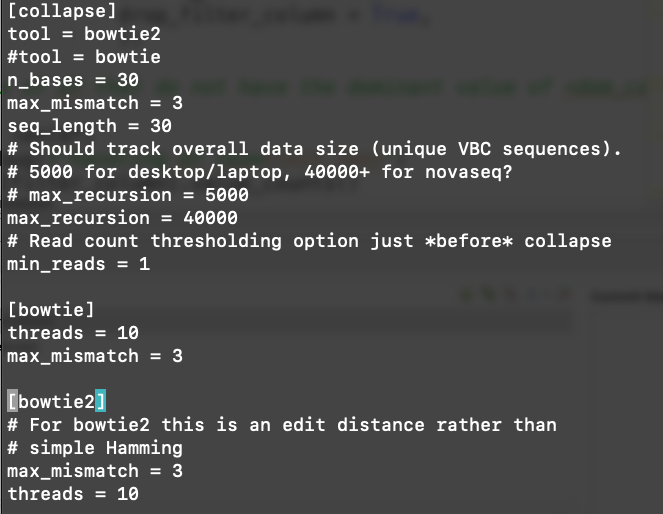 [collapse]
tool = bowtie2
#tool = bowtie
n_bases = 30
max_mismatch = 3
seq_length = 30
# Should track overall data size (unique VBC sequences).
# 5000 for desktop/laptop, 40000+ for novaseq?
# max_recursion = 5000
max_recursion = 40000
# Read count thresholding option just *before* collapse
min_reads = 1
[bowtie]
threads = 10
max_mismatch = 3
[bowtie2]
# For bowtie2 this is an edit distance rather than
# simple Hamming
max_mismatch = 3
threads = 10